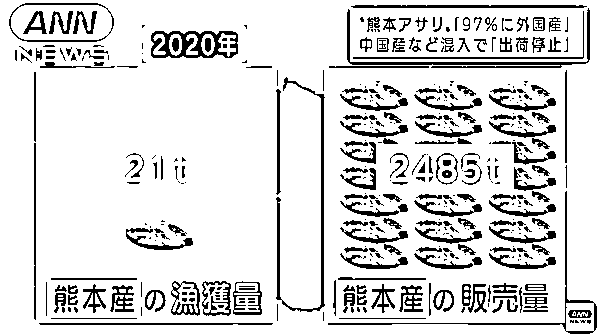 ANN
NEWS
2020年
"熊本アサリ。「97%に外国産」
中国産など混入で「出荷停止」
21t
2485t
熊本産の漁獲量
熊本産の販売量
ANN
NEWS